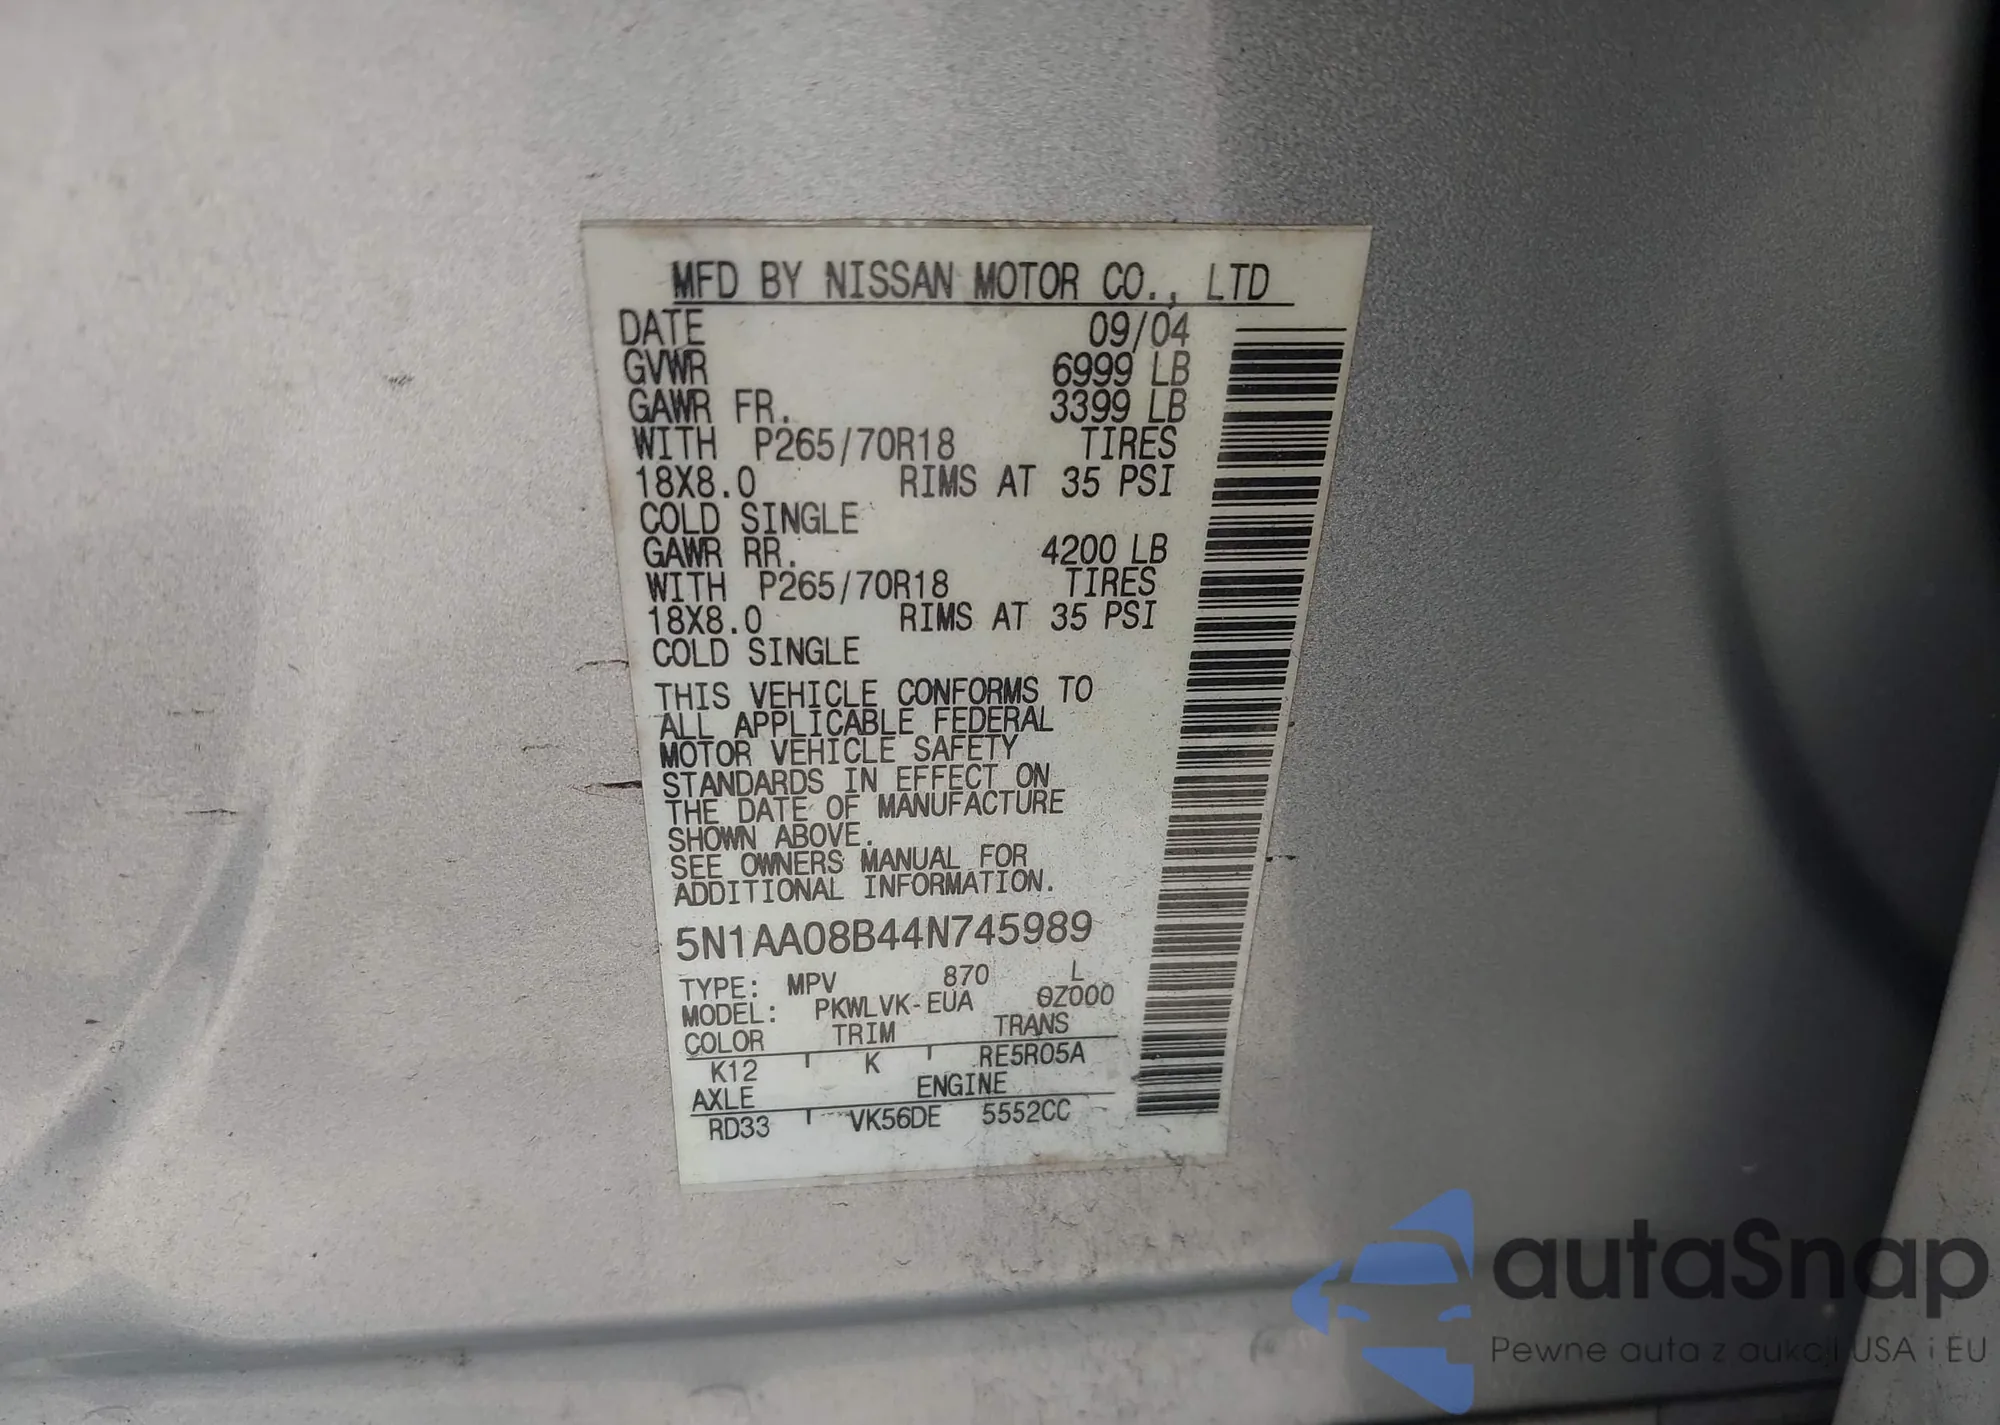 MFD BY NISSAN MOTOR CO., LTD
DATE 09/04
GVWR 6999 LB
GAWR FR. 3399 LB
WITH P265/70R18 TIRES
18X8.0 RIMS AT 35 PSI
COLD SINGLE
GAWR RR. 4200 LB
WITH P265/70R18 TIRES
18X8.0 RIMS AT 35 PSI
COLD SINGLE
THIS VEHICLE CONFORMS TO
ALL APPLICABLE FEDERAL
MOTOR VEHICLE SAFETY
STANDARDS IN EFFECT ON
THE DATE OF MANUFACTURE
SHOWN ABOVE.
SEE OWNERS MANUAL FOR
ADDITIONAL INFORMATION.
5N1AA08B44N745989
TYPE: MPV 870 L
MODEL: PKWLVK-EUA 0Z000
COLOR TRIM TRANS
K12 K RE5R05A
AXLE ENGINE
RD33 VK56DE 5552CC
autaSnap
Pewne auta z aukcji USA i EU